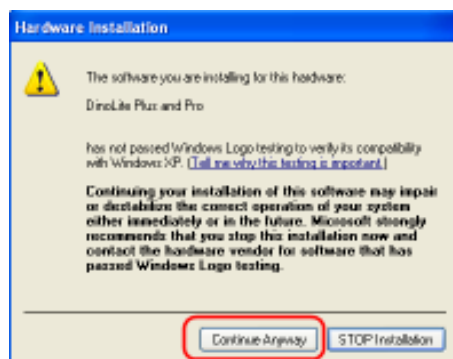 Hardware Installation
The software you are installing for this hardware:
DinoLite Plus and Pro
has not passed Windows Logo testing to verify its compatibility
with Windows XP. (Tell me why this testing is important.)
Continuing your installation of this software may impair
or destabilize the correct operation of your system
either immediately or in the future. Microsoft strongly
recommends that you stop this installation now and
contact the hardware vendor for software that has
passed Windows Logo testing.
Continue Anyway
STOP Installation